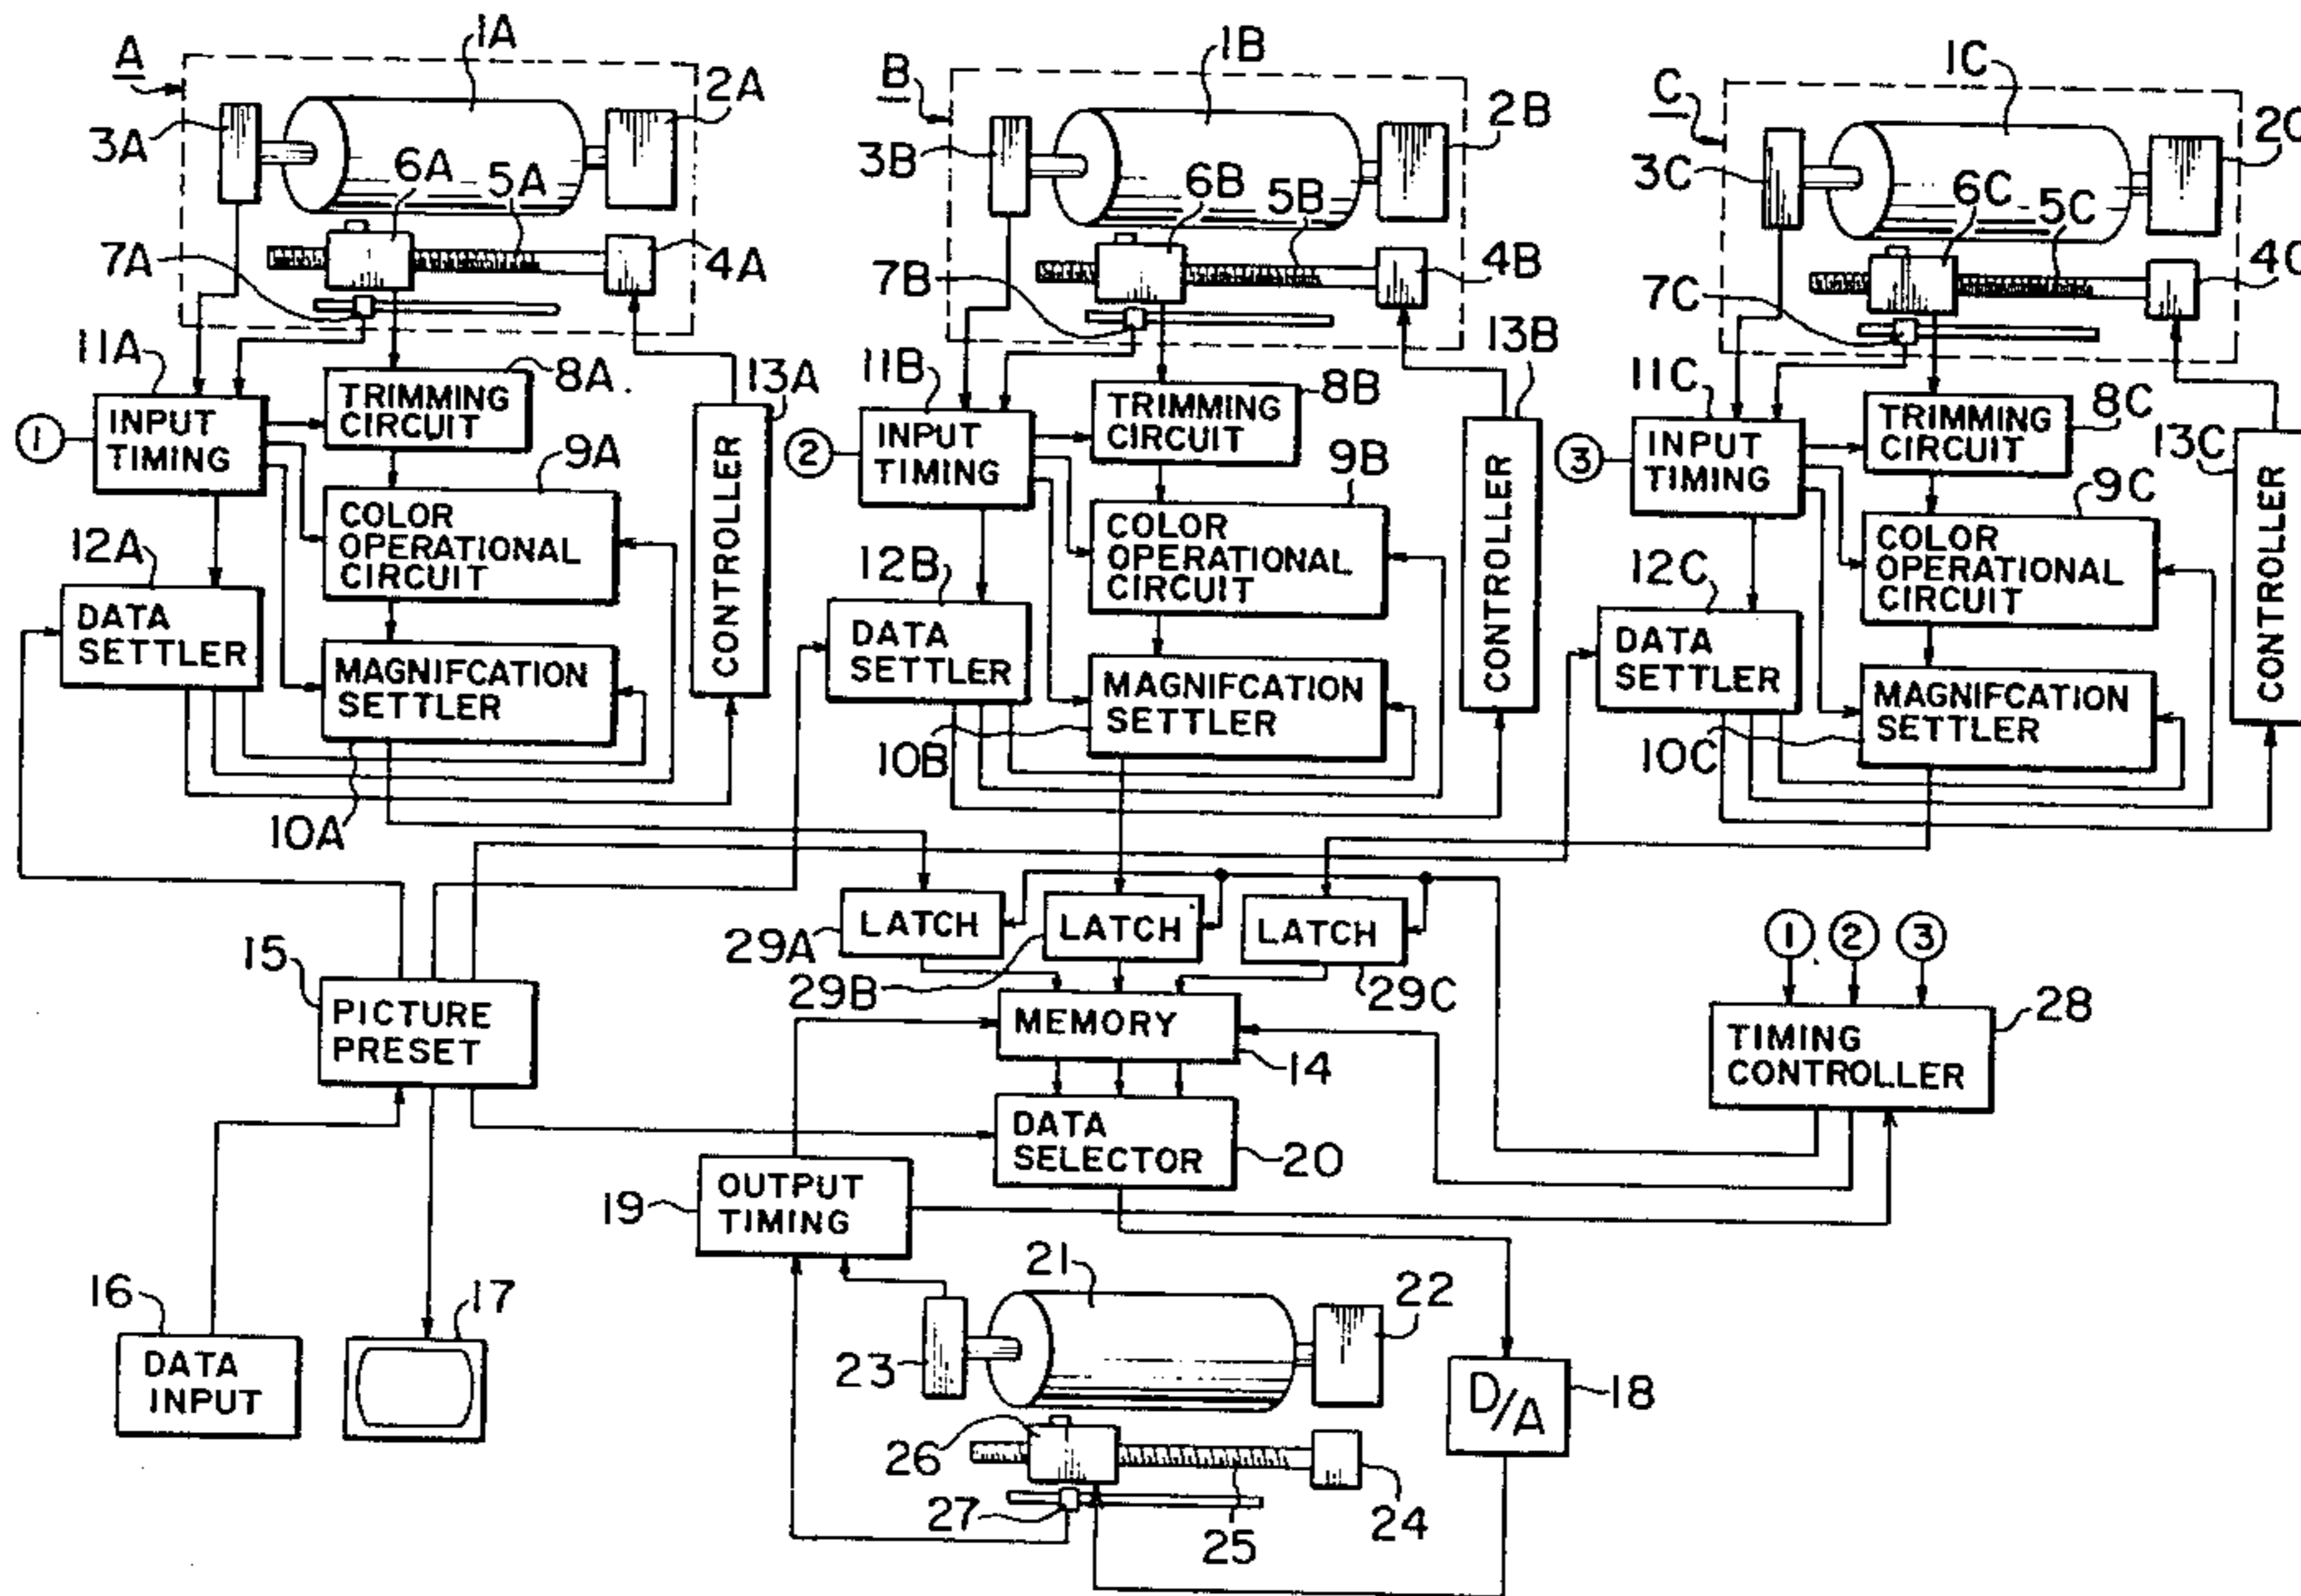 A
1A
2A
3A
6A
5A
7A
4A
11A
8A
13A
1
INPUT
TIMING
TRIMMING
CIRCUIT
9A
CONTROLLER
COLOR
OPERATIONAL
CIRCUIT
12A
DATA
SETTLER
MAGNIFCATION
SETTLER
10A
B
1B
2B
3B
6B
5B
7B
4B
11B
8B
13B
2
INPUT
TIMING
TRIMMING
CIRCUIT
9B
CONTROLLER
COLOR
OPERATIONAL
CIRCUIT
12B
DATA
SETTLER
MAGNIFCATION
SETTLER
10B
C
1C
2C
3C
6C
5C
7C
4C
11C
8C
13C
3
INPUT
TIMING
TRIMMING
CIRCUIT
9C
CONTROLLER
COLOR
OPERATIONAL
CIRCUIT
12C
DATA
SETTLER
MAGNIFCATION
SETTLER
10C
LATCH
LATCH
LATCH
29A
29B
29C
1 2 3
15
PICTURE
PRESET
MEMORY
14
28
TIMING
CONTROLLER
DATA
SELECTOR
20
19
OUTPUT
TIMING
16
DATA
INPUT
17
21
22
23
D/A
18
26
27
25
24